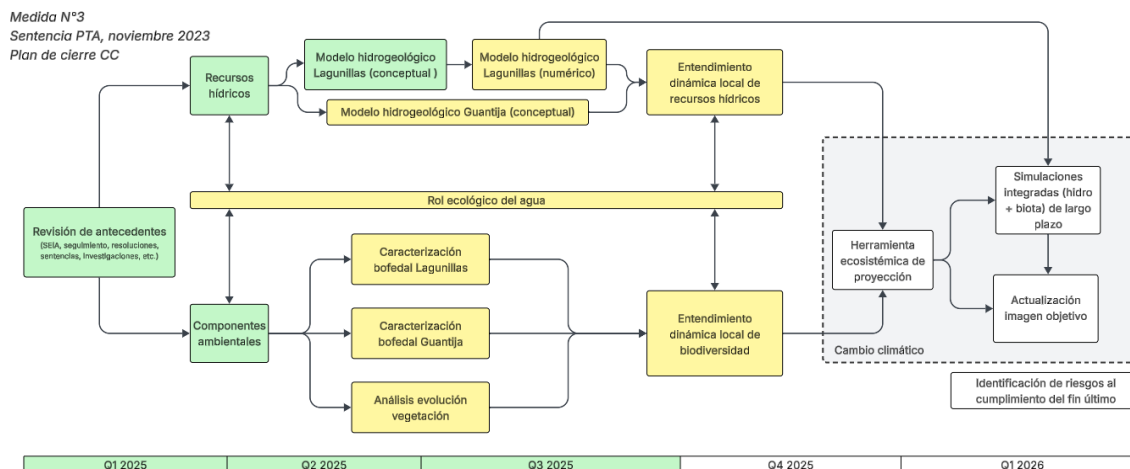 Medida N°3
Sentencia PTA, noviembre 2023
Plan de cierre CC
Recursos
hídricos
Modelo hidrogeológico
Lagunillas (conceptual )
Modelo hidrogeológico
Lagunillas (numérico)
Modelo hidrogeológico Guantija (conceptual)
Entendimiento
dinámica local de
recursos hídricos
Rol ecológico del agua
Revisión de antecedentes
(SEIA, seguimiento, resoluciones,
sentencias, investigaciones, etc.)
Componentes
ambientales
Caracterización
bofedal Lagunillas
Caracterización
bofedal Guantija
Análisis evolución
vegetación
Entendimiento
dinámica local de
biodiversidad
Herramienta
ecosistémica de
proyección
Simulaciones
integradas (hidro
+ biota) de largo
plazo
Actualización
imagen objetivo
Cambio climático
Identificación de riesgos al
cumplimiento del fin último
Q1 2025
Q2 2025
Q3 2025
Q4 2025
Q1 2026